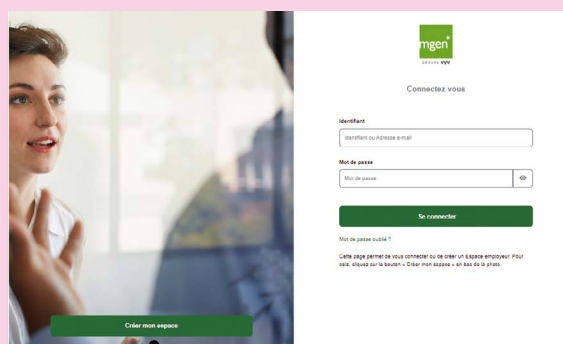 mgen
GROUPE VYV
Connectez vous
Identifiant
Identifiant ou Adresse e-mail
Mot de passe
Mot de passe
Se connecter
Mot de passe oublié ?
Cette page permet de vous connecter ou de créer un Espace employeur. Pour
cela, cliquez sur le bouton « Créer mon espace » en bas de la photo.
Créer mon espace